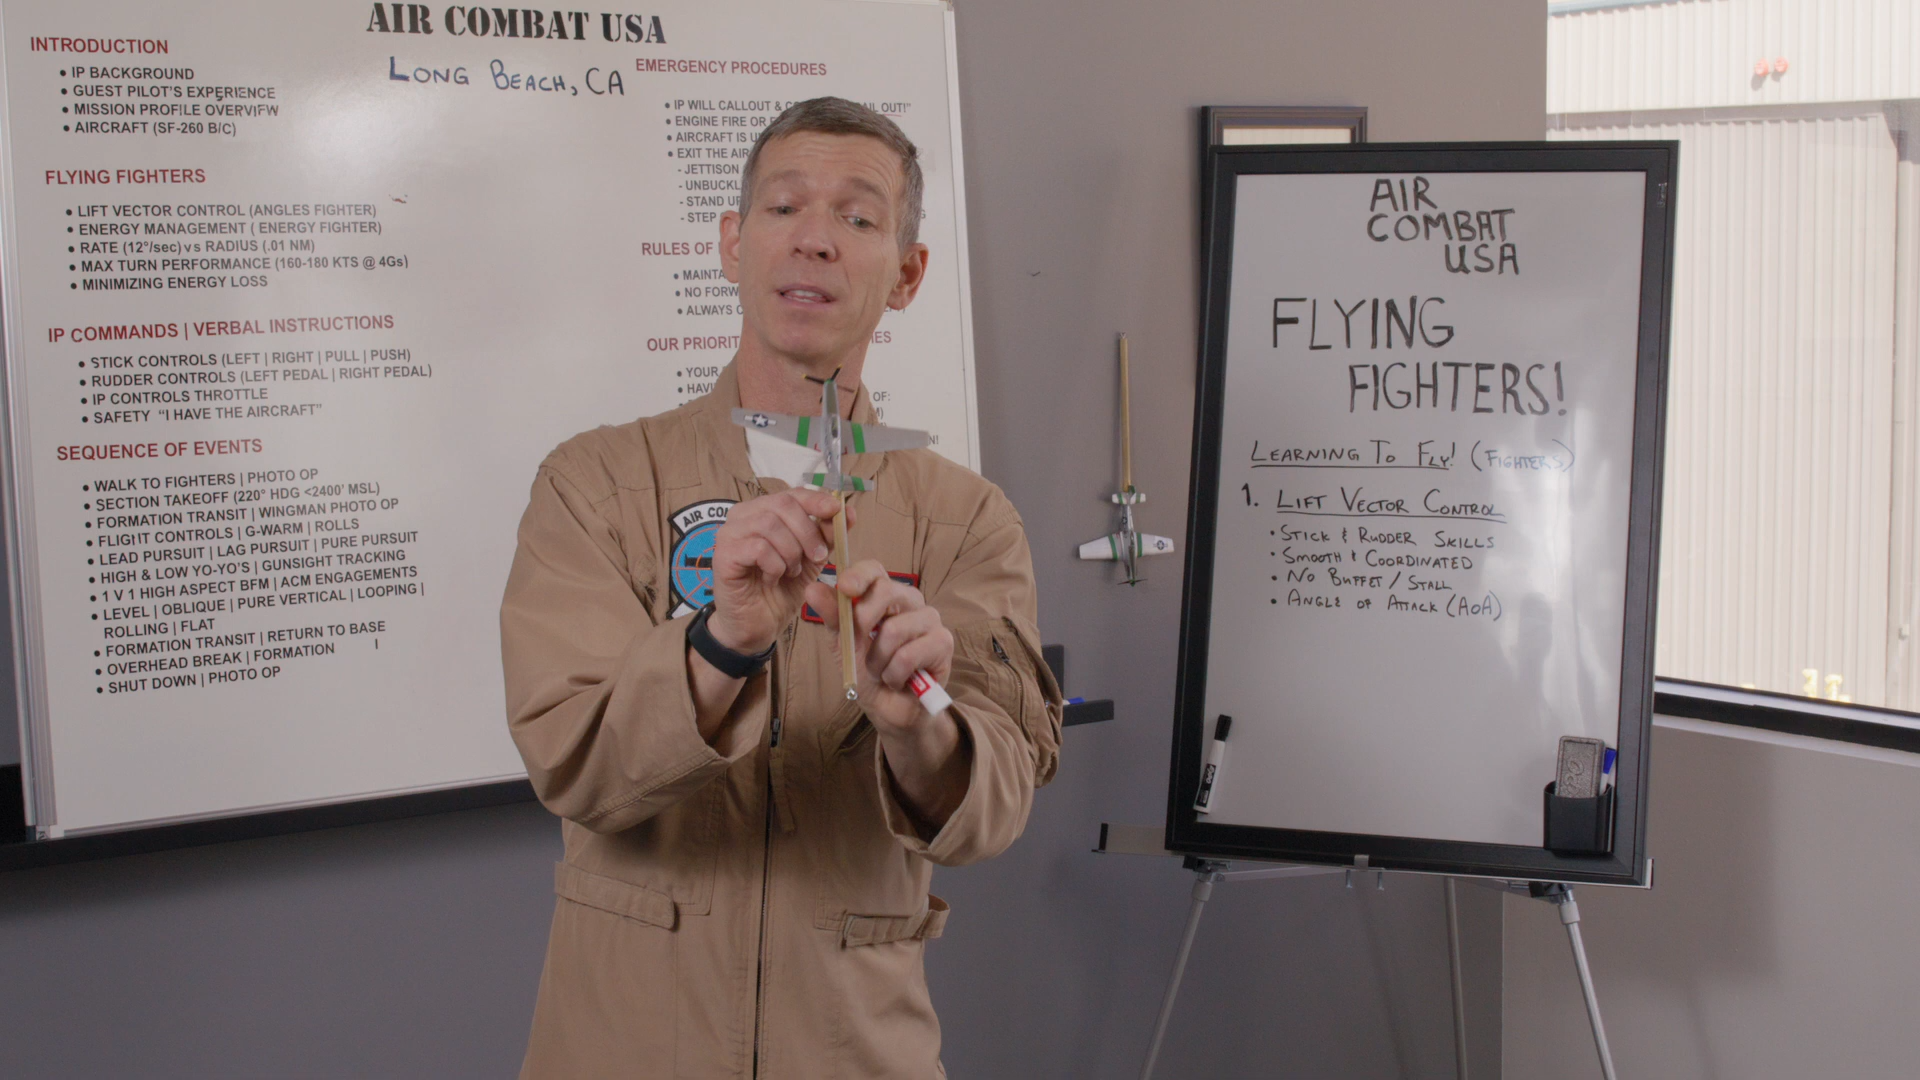 AIR COMBAT USA
LONG BEACH, CA
INTRODUCTION
• IP BACKGROUND
• GUEST PILOT'S EXPERIENCE
• MISSION PROFILE OVERVIEW
• AIRCRAFT (SF-260 B/C)
FLYING FIGHTERS
• LIFT VECTOR CONTROL (ANGLES FIGHTER)
• ENERGY MANAGEMENT ( ENERGY FIGHTER)
• RATE (12°/sec) vs RADIUS (.01 NM)
• MAX TURN PERFORMANCE (160-180 KTS @ 4Gs)
• MINIMIZING ENERGY LOSS
IP COMMANDS | VERBAL INSTRUCTIONS
• STICK CONTROLS (LEFT | RIGHT | PULL | PUSH)
• RUDDER CONTROLS (LEFT PEDAL | RIGHT PEDAL)
• IP CONTROLS THROTTLE
• SAFETY "I HAVE THE AIRCRAFT"
SEQUENCE OF EVENTS
• WALK TO FIGHTERS | PHOTO OP
• SECTION TAKEOFF (220° HDG <2400' MSL)
• FORMATION TRANSIT | WINGMAN PHOTO OP
• FLIGHT CONTROLS | G-WARM | ROLLS
• LEAD PURSUIT | LAG PURSUIT | PURE PURSUIT
• HIGH & LOW YO-YO'S | GUNSIGHT TRACKING
• 1 V 1 HIGH ASPECT BFM | ACM ENGAGEMENTS
• LEVEL | OBLIQUE | PURE VERTICAL | LOOPING |
ROLLING | FLAT
• FORMATION TRANSIT | RETURN TO BASE
• OVERHEAD BREAK | FORMATION
• SHUT DOWN | PHOTO OP
EMERGENCY PROCEDURES
• IP WILL CALLOUT & OUT!"
• ENGINE FIRE OR
• AIRCRAFT IS
• EXIT THE
- JETTISON
-
- STAND
- STEP
RULES OF
•
• NO
• ALWAYS
OUR
• YOUR
•
OF:
AIR
AIR
COMBAT
USA
FLYING
FIGHTERS!
LEARNING TO FLY! (FIGHTERS)
1. LIFT VECTOR CONTROL
• STICK & RUDDER SKILLS
• SMOOTH & COORDINATED
• NO BUFFET / STALL
• ANGLE OF ATTACK (AOA)